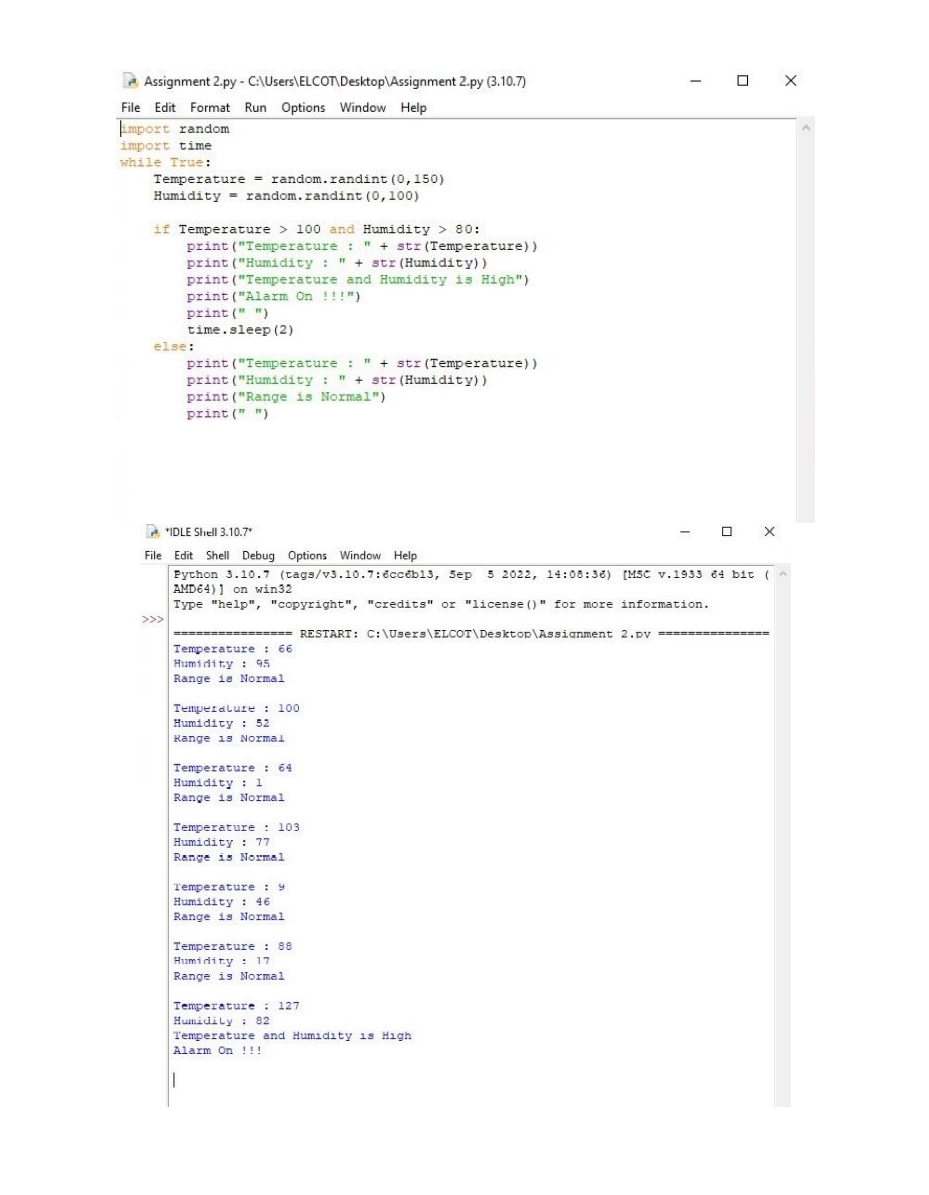 Assignment 2.py - C:\Users\ELCOT\Desktop\Assignment 2.py (3.10.7)
File Edit Format Run Options Window Help
import random
import time
while True:
    Temperature = random.randint(0,150)
    Humidity = random.randint(0,100)

    if Temperature > 100 and Humidity > 80:
        print("Temperature : " + str(Temperature))
        print("Humidity : " + str(Humidity))
        print("Temperature and Humidity is High")
        print("Alarm On !!!")
        print(" ")
        time.sleep(2)
    else:
        print("Temperature : " + str(Temperature))
        print("Humidity : " + str(Humidity))
        print("Range is Normal")
        print(" ")
*IDLE Shell 3.10.7*
File Edit Shell Debug Options Window Help
Python 3.10.7 (tags/v3.10.7:6cc6b13, Sep  5 2022, 14:08:36) [MSC v.1933 64 bit (
AMD64)] on win32
Type "help", "copyright", "credits" or "license()" for more information.
>>>
================ RESTART: C:\Users\ELCOT\Desktop\Assignment 2.py ===============
Temperature : 66
Humidity : 95
Range is Normal

Temperature : 100
Humidity : 52
Range is Normal

Temperature : 64
Humidity : 1
Range is Normal

Temperature : 103
Humidity : 77
Range is Normal

Temperature : 9
Humidity : 46
Range is Normal

Temperature : 88
Humidity : 17
Range is Normal

Temperature : 127
Humidity : 82
Temperature and Humidity is High
Alarm On !!!